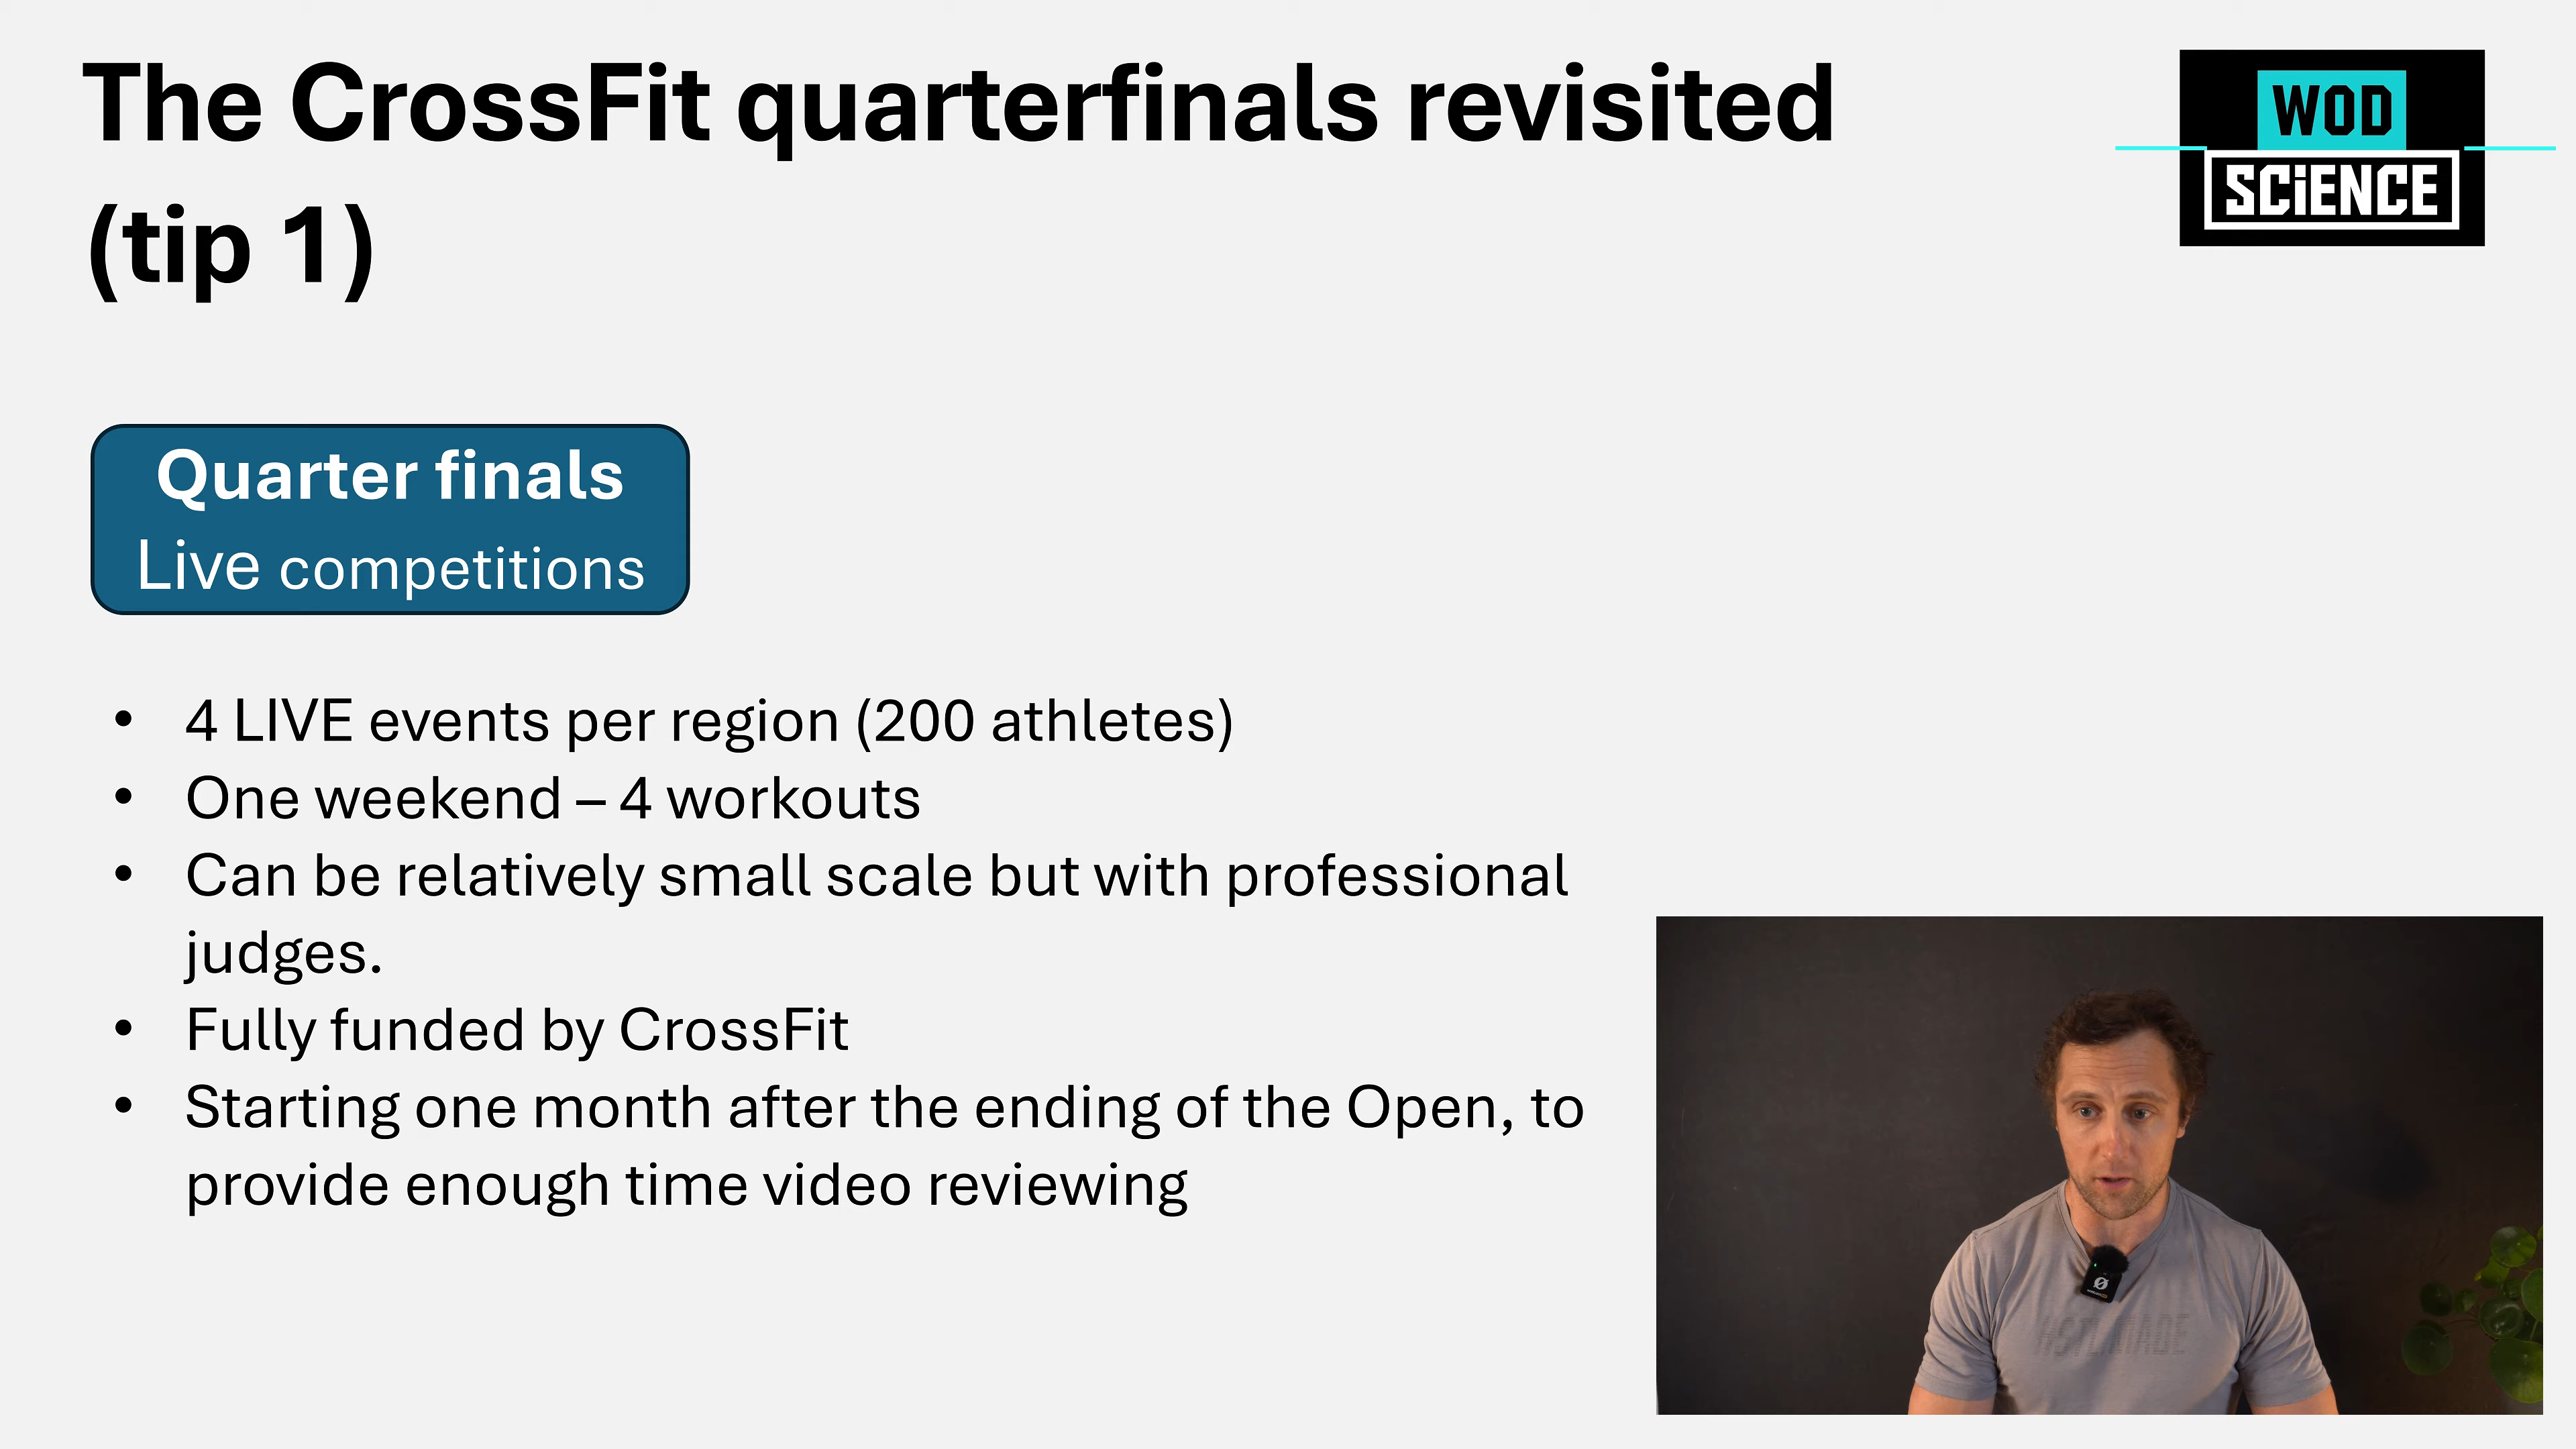 The CrossFit quarterfinals revisited
(tip 1)
WOD
SCiENCE
Quarter finals
Live competitions
• 4 LIVE events per region (200 athletes)
• One weekend – 4 workouts
• Can be relatively small scale but with professional
judges.
• Fully funded by CrossFit
• Starting one month after the ending of the Open, to
provide enough time video reviewing